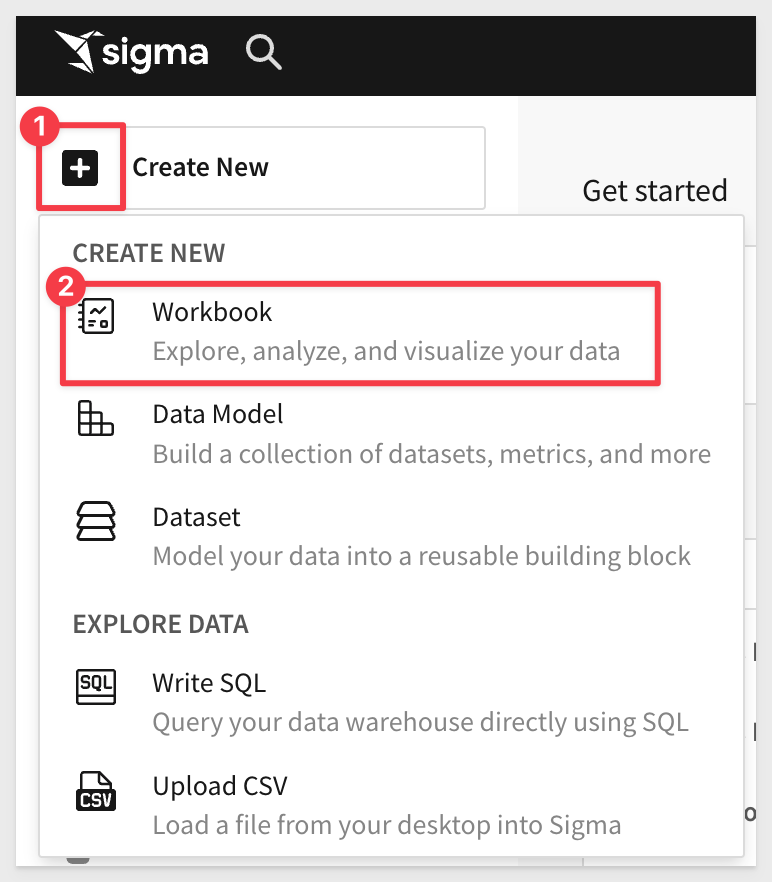 sigma
1
Create New
Get started
CREATE NEW
2
Workbook
Explore, analyze, and visualize your data
Data Model
Build a collection of datasets, metrics, and more
Dataset
Model your data into a reusable building block
EXPLORE DATA
SQL
Write SQL
Query your data warehouse directly using SQL
CSV
Upload CSV
Load a file from your desktop into Sigma